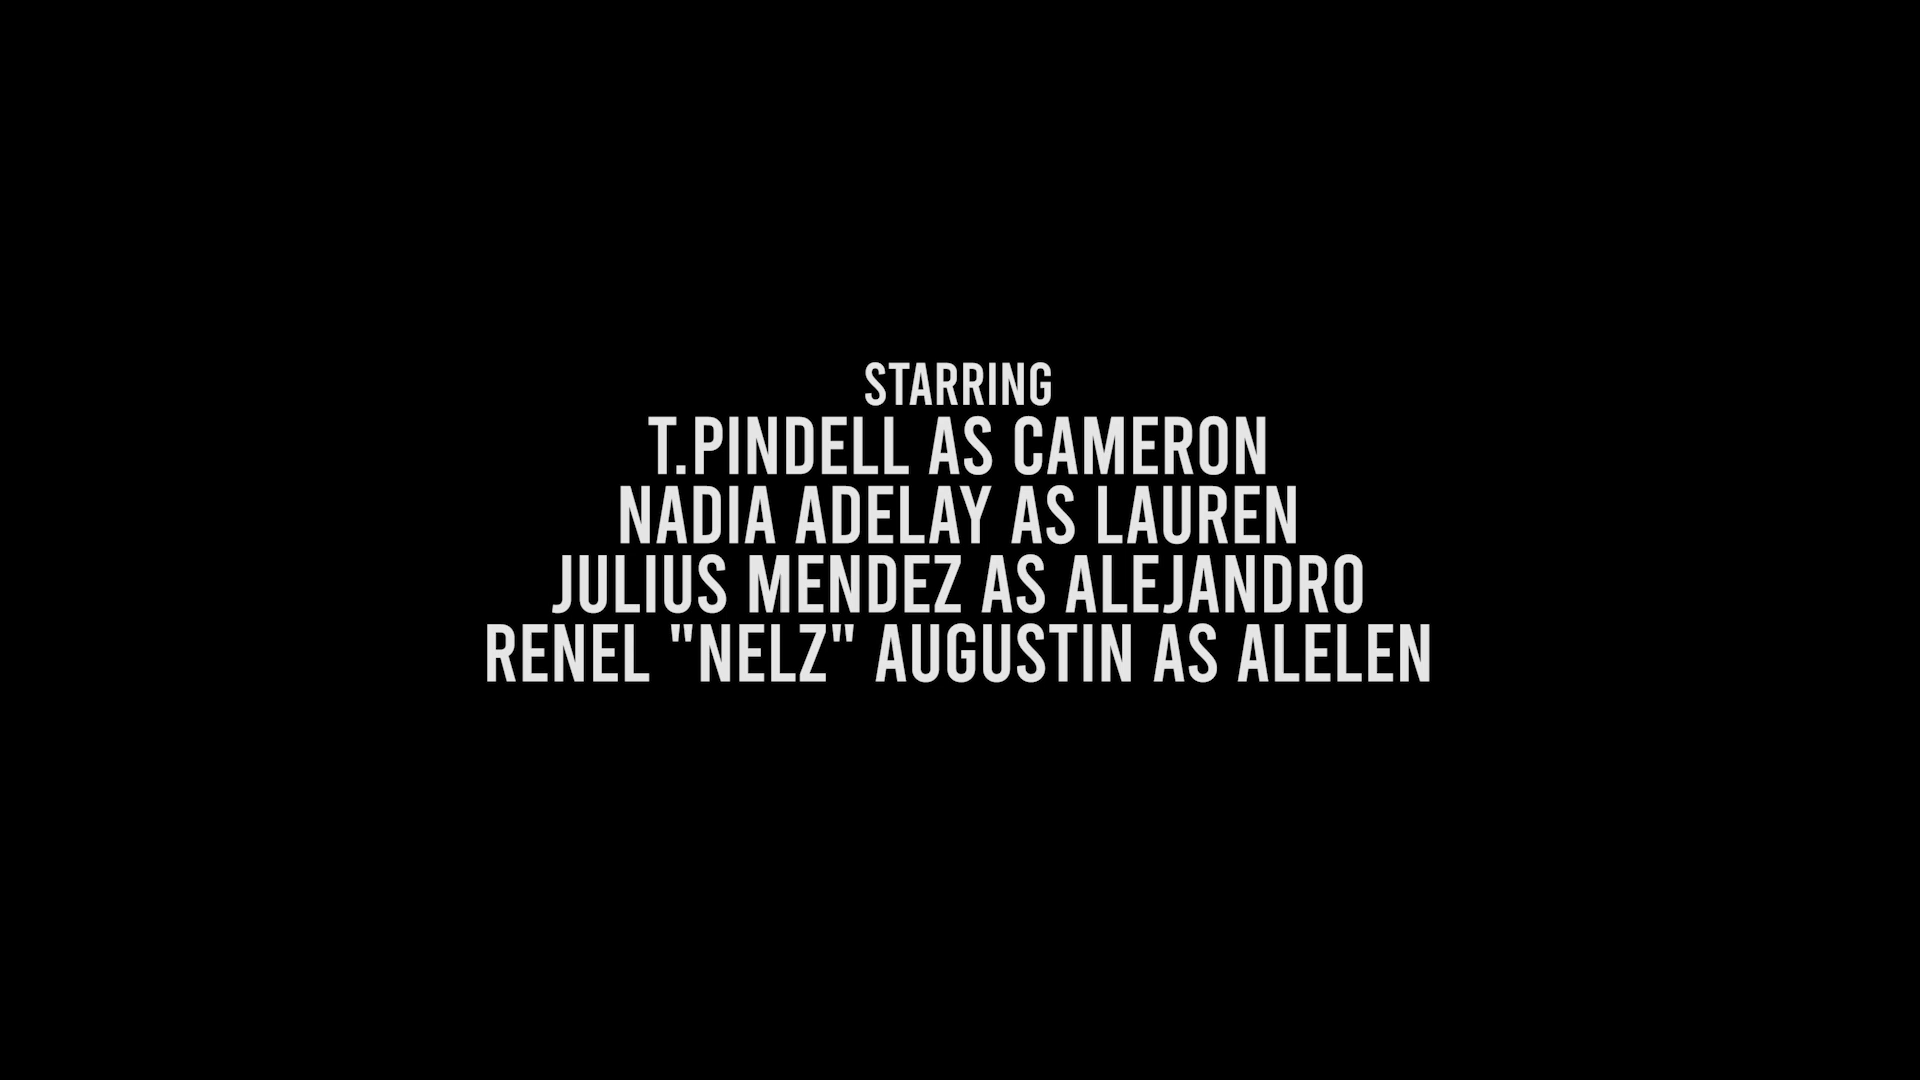 STARRING
T.PINDELL AS CAMERON
NADIA ADELAY AS LAUREN
JULIUS MENDEZ AS ALEJANDRO
RENEL "NELZ" AUGUSTIN AS ALELEN